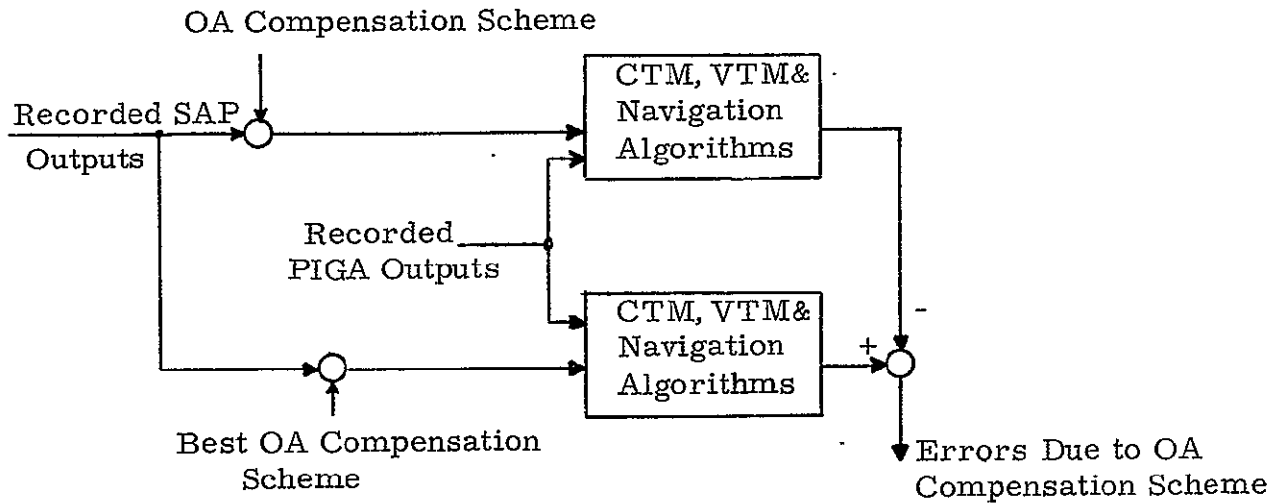 OA Compensation Scheme
CTM, VTM&
Navigation
Algorithms
Recorded SAP
Outputs
Recorded
PIGA Outputs
CTM, VTM&
Navigation
Algorithms
-
+
Best OA Compensation
Scheme
Errors Due to OA
Compensation Scheme